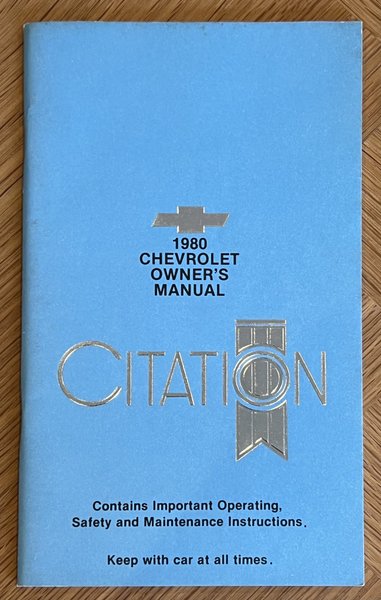 1980
CHEVROLET
OWNER'S
MANUAL
CITATION
Contains Important Operating,
Safety and Maintenance Instructions.
Keep with car at all times.